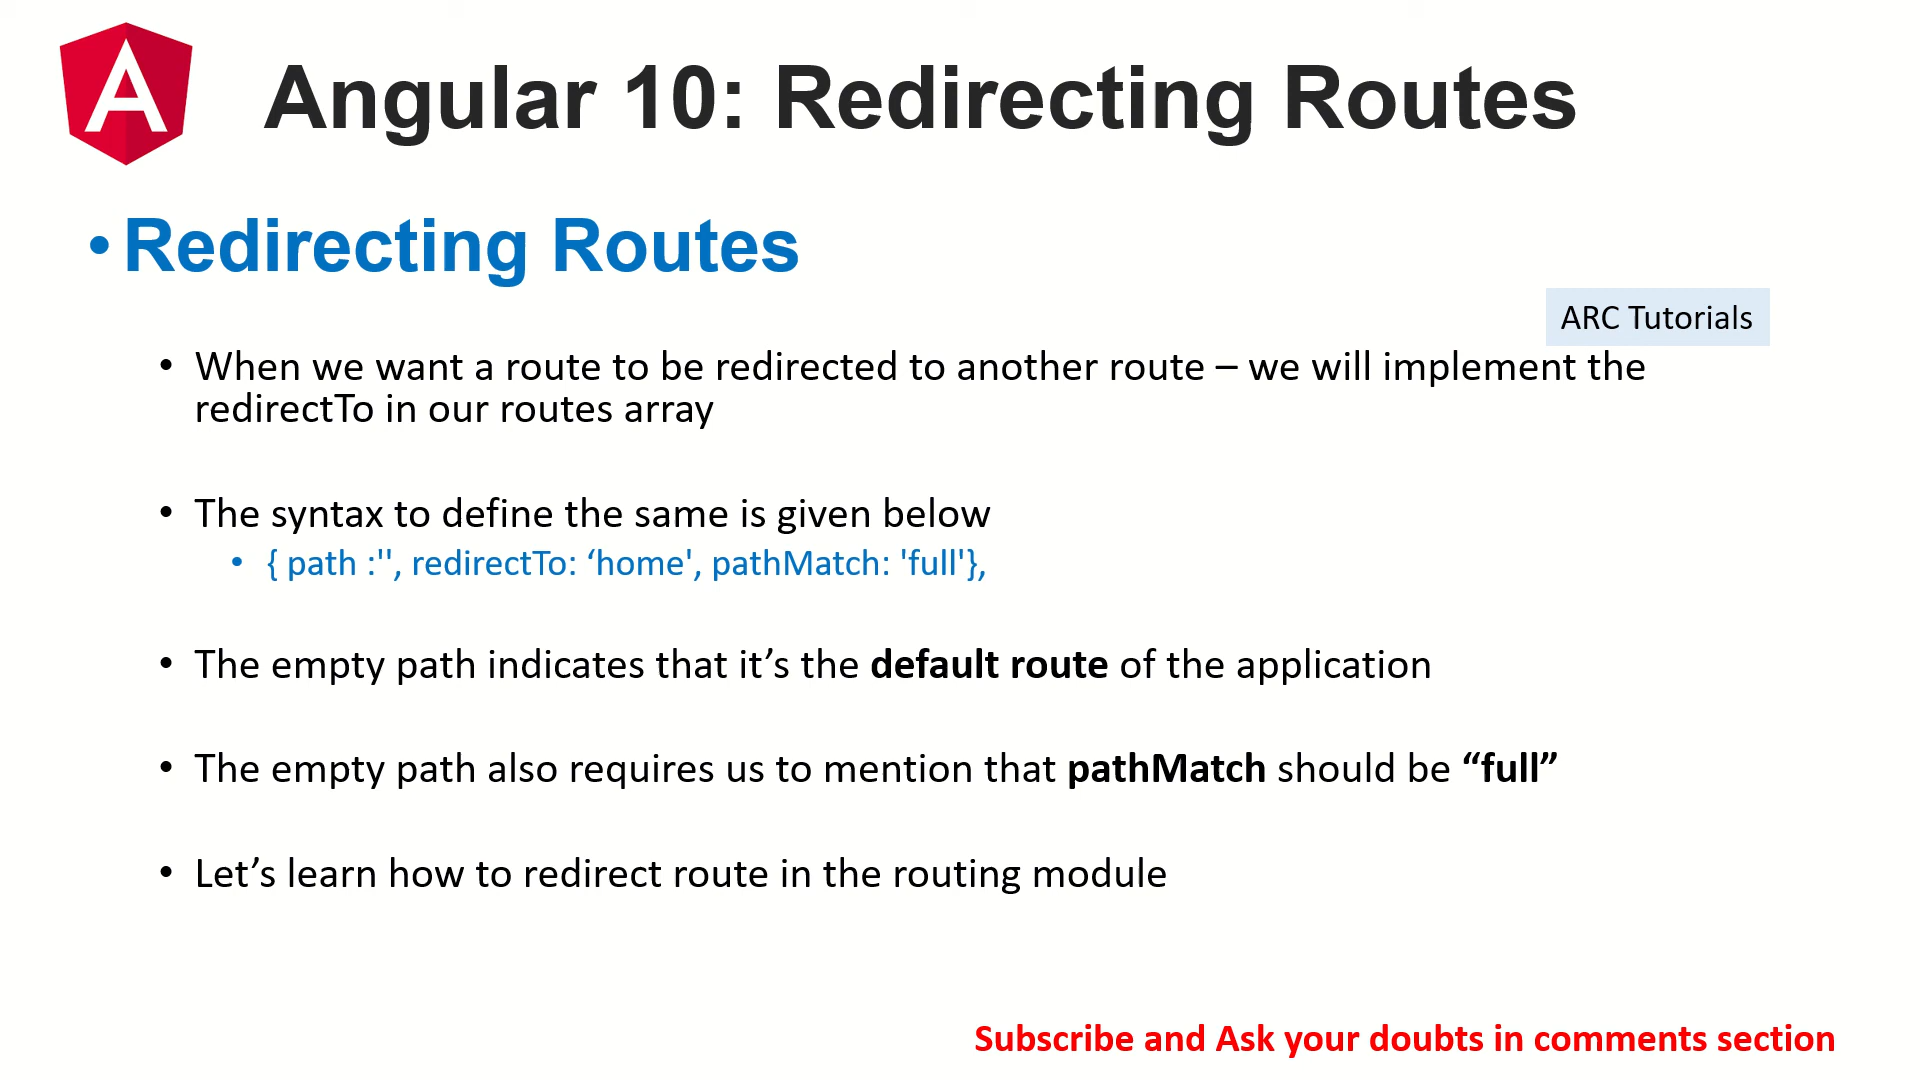 Angular 10: Redirecting Routes
• Redirecting Routes
ARC Tutorials
• When we want a route to be redirected to another route – we will implement the
redirectTo in our routes array
• The syntax to define the same is given below
• { path :'', redirectTo: ‘home', pathMatch: 'full'},
• The empty path indicates that it’s the default route of the application
• The empty path also requires us to mention that pathMatch should be “full”
• Let’s learn how to redirect route in the routing module
Subscribe and Ask your doubts in comments section